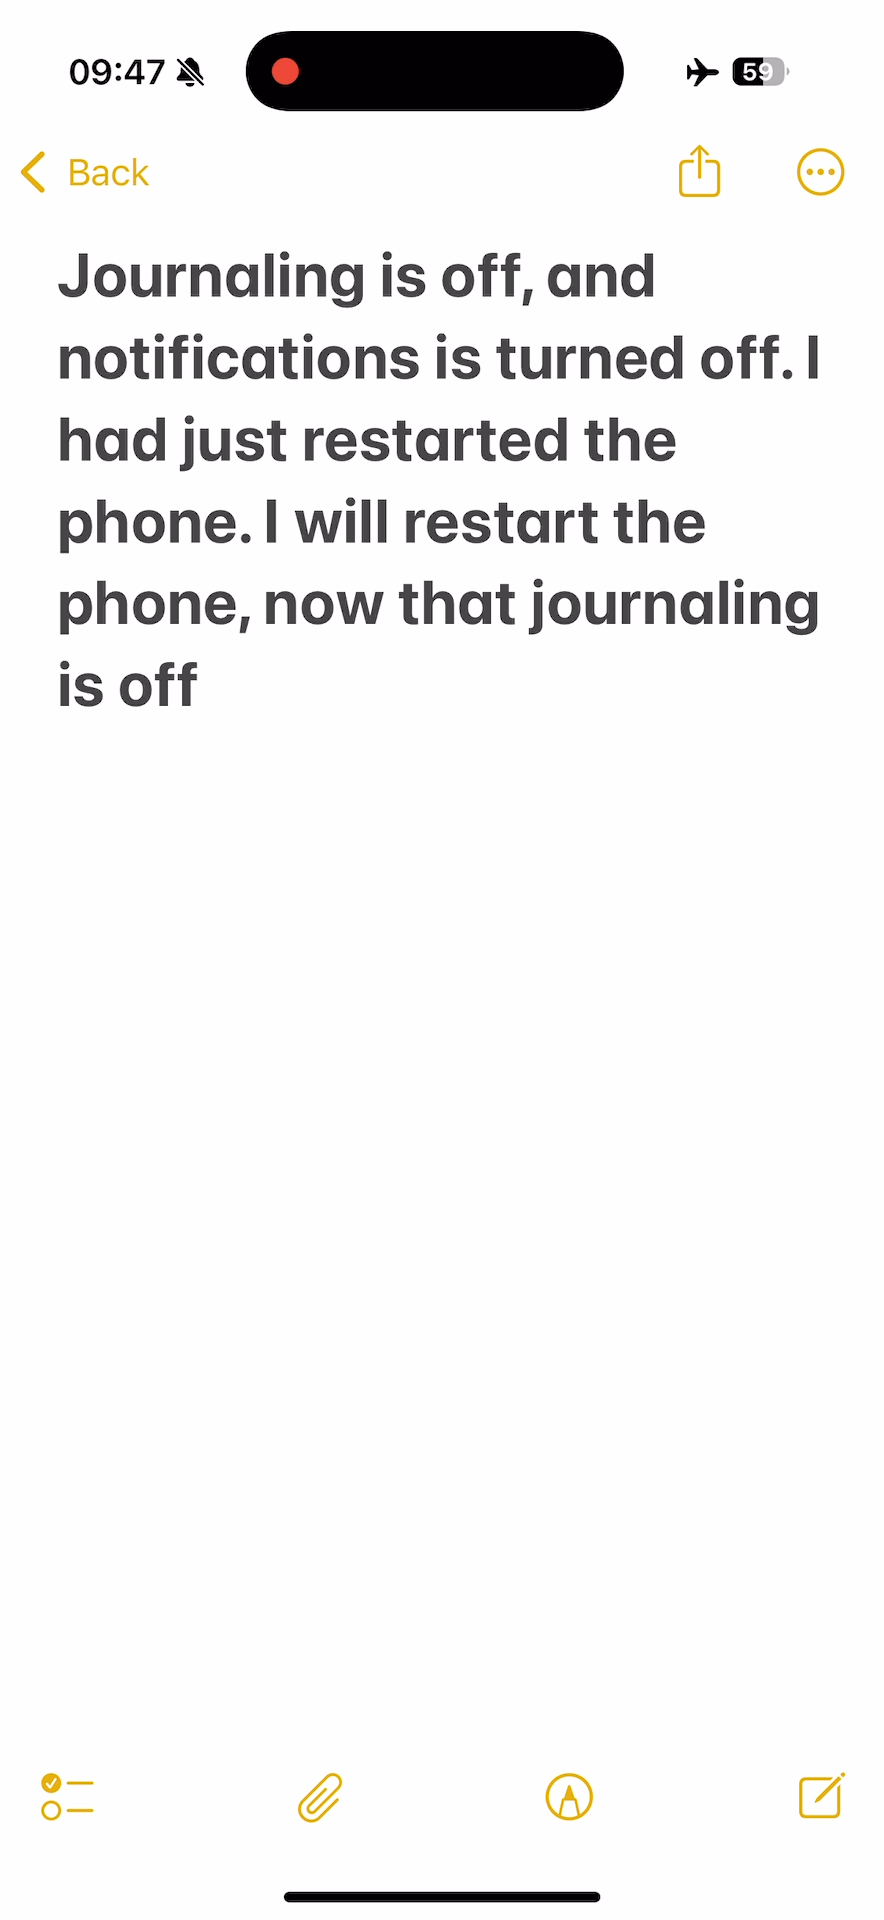 09:47
59
Back
Journaling is off, and
notifications is turned off. I
had just restarted the
phone. I will restart the
phone, now that journaling
is off